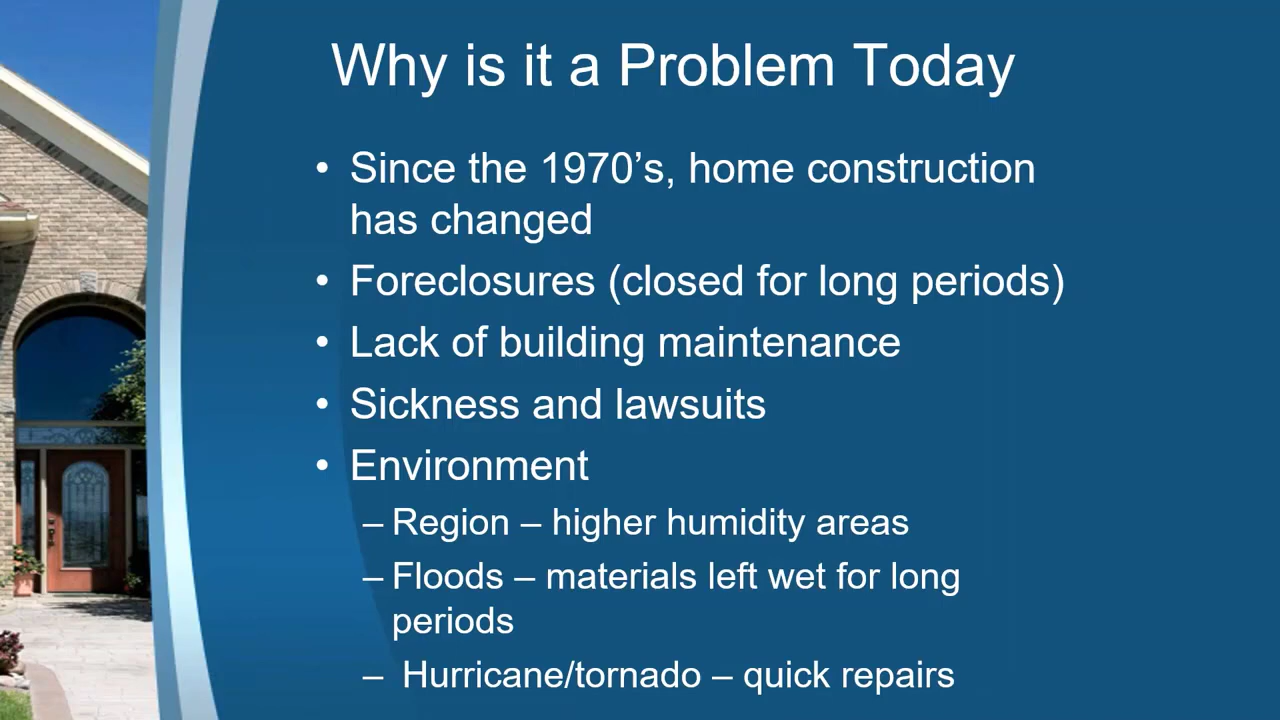 Why is it a Problem Today
• Since the 1970’s, home construction
has changed
• Foreclosures (closed for long periods)
• Lack of building maintenance
• Sickness and lawsuits
• Environment
– Region – higher humidity areas
– Floods – materials left wet for long
periods
– Hurricane/tornado – quick repairs